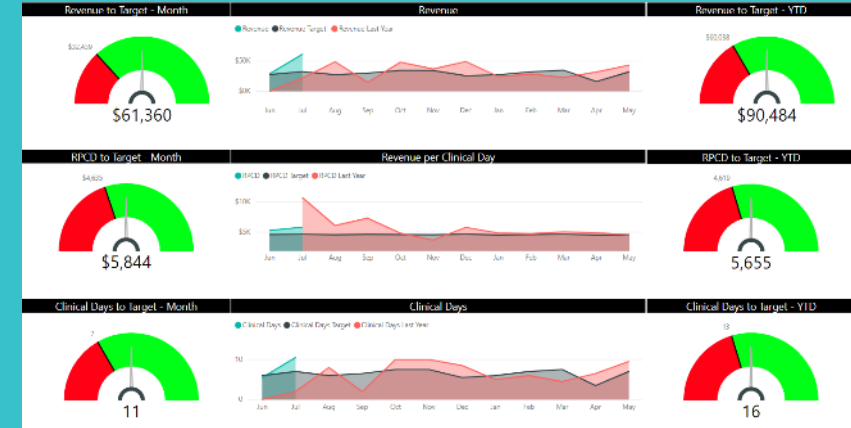 Revenue to Target - Month
Revenue
Revenue to Target - YTD
Revenue Revenue Target Revenue Last Year
$50K
$0K
Jun Jul Aug Sep Oct Nov Dec Jan Feb Mar Apr May
$61,360
$90,484
RPCD to Target Month
Revenue per Clinical Day
RPCD to Target - YTD
$4,635
RPCD RPCD Target RPCD Last Year
4,619
$10K
$5K
Jun Jul Aug Sep Oct Nov Dec Jan Feb Mar Apr May
$5,844
5,655
Clinical Days to Target - Month
Clinical Days
Clinical Days to Target - YTD
7
Clinical Days Clinical Days Target Clinical Days Last Year
13
10
0
Jun Jul Aug Sep Oct Nov Dec Jan Feb Mar Apr May
11
16